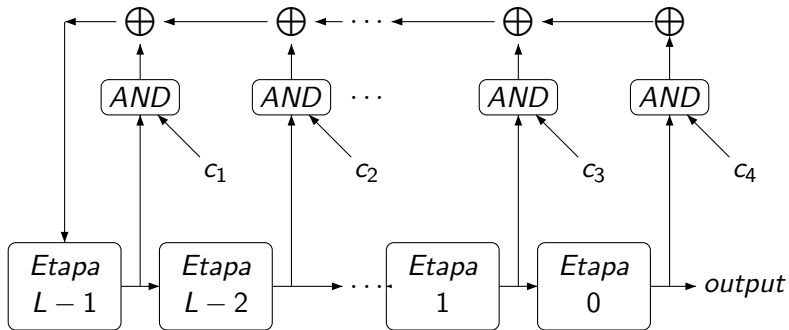 ⊕ ⊕ ··· ⊕ ⊕
AND AND ··· AND AND
c₁ c₂ c₃ c₄
Etapa Etapa Etapa Etapa
L − 1 L − 2 ···· 1 0 output